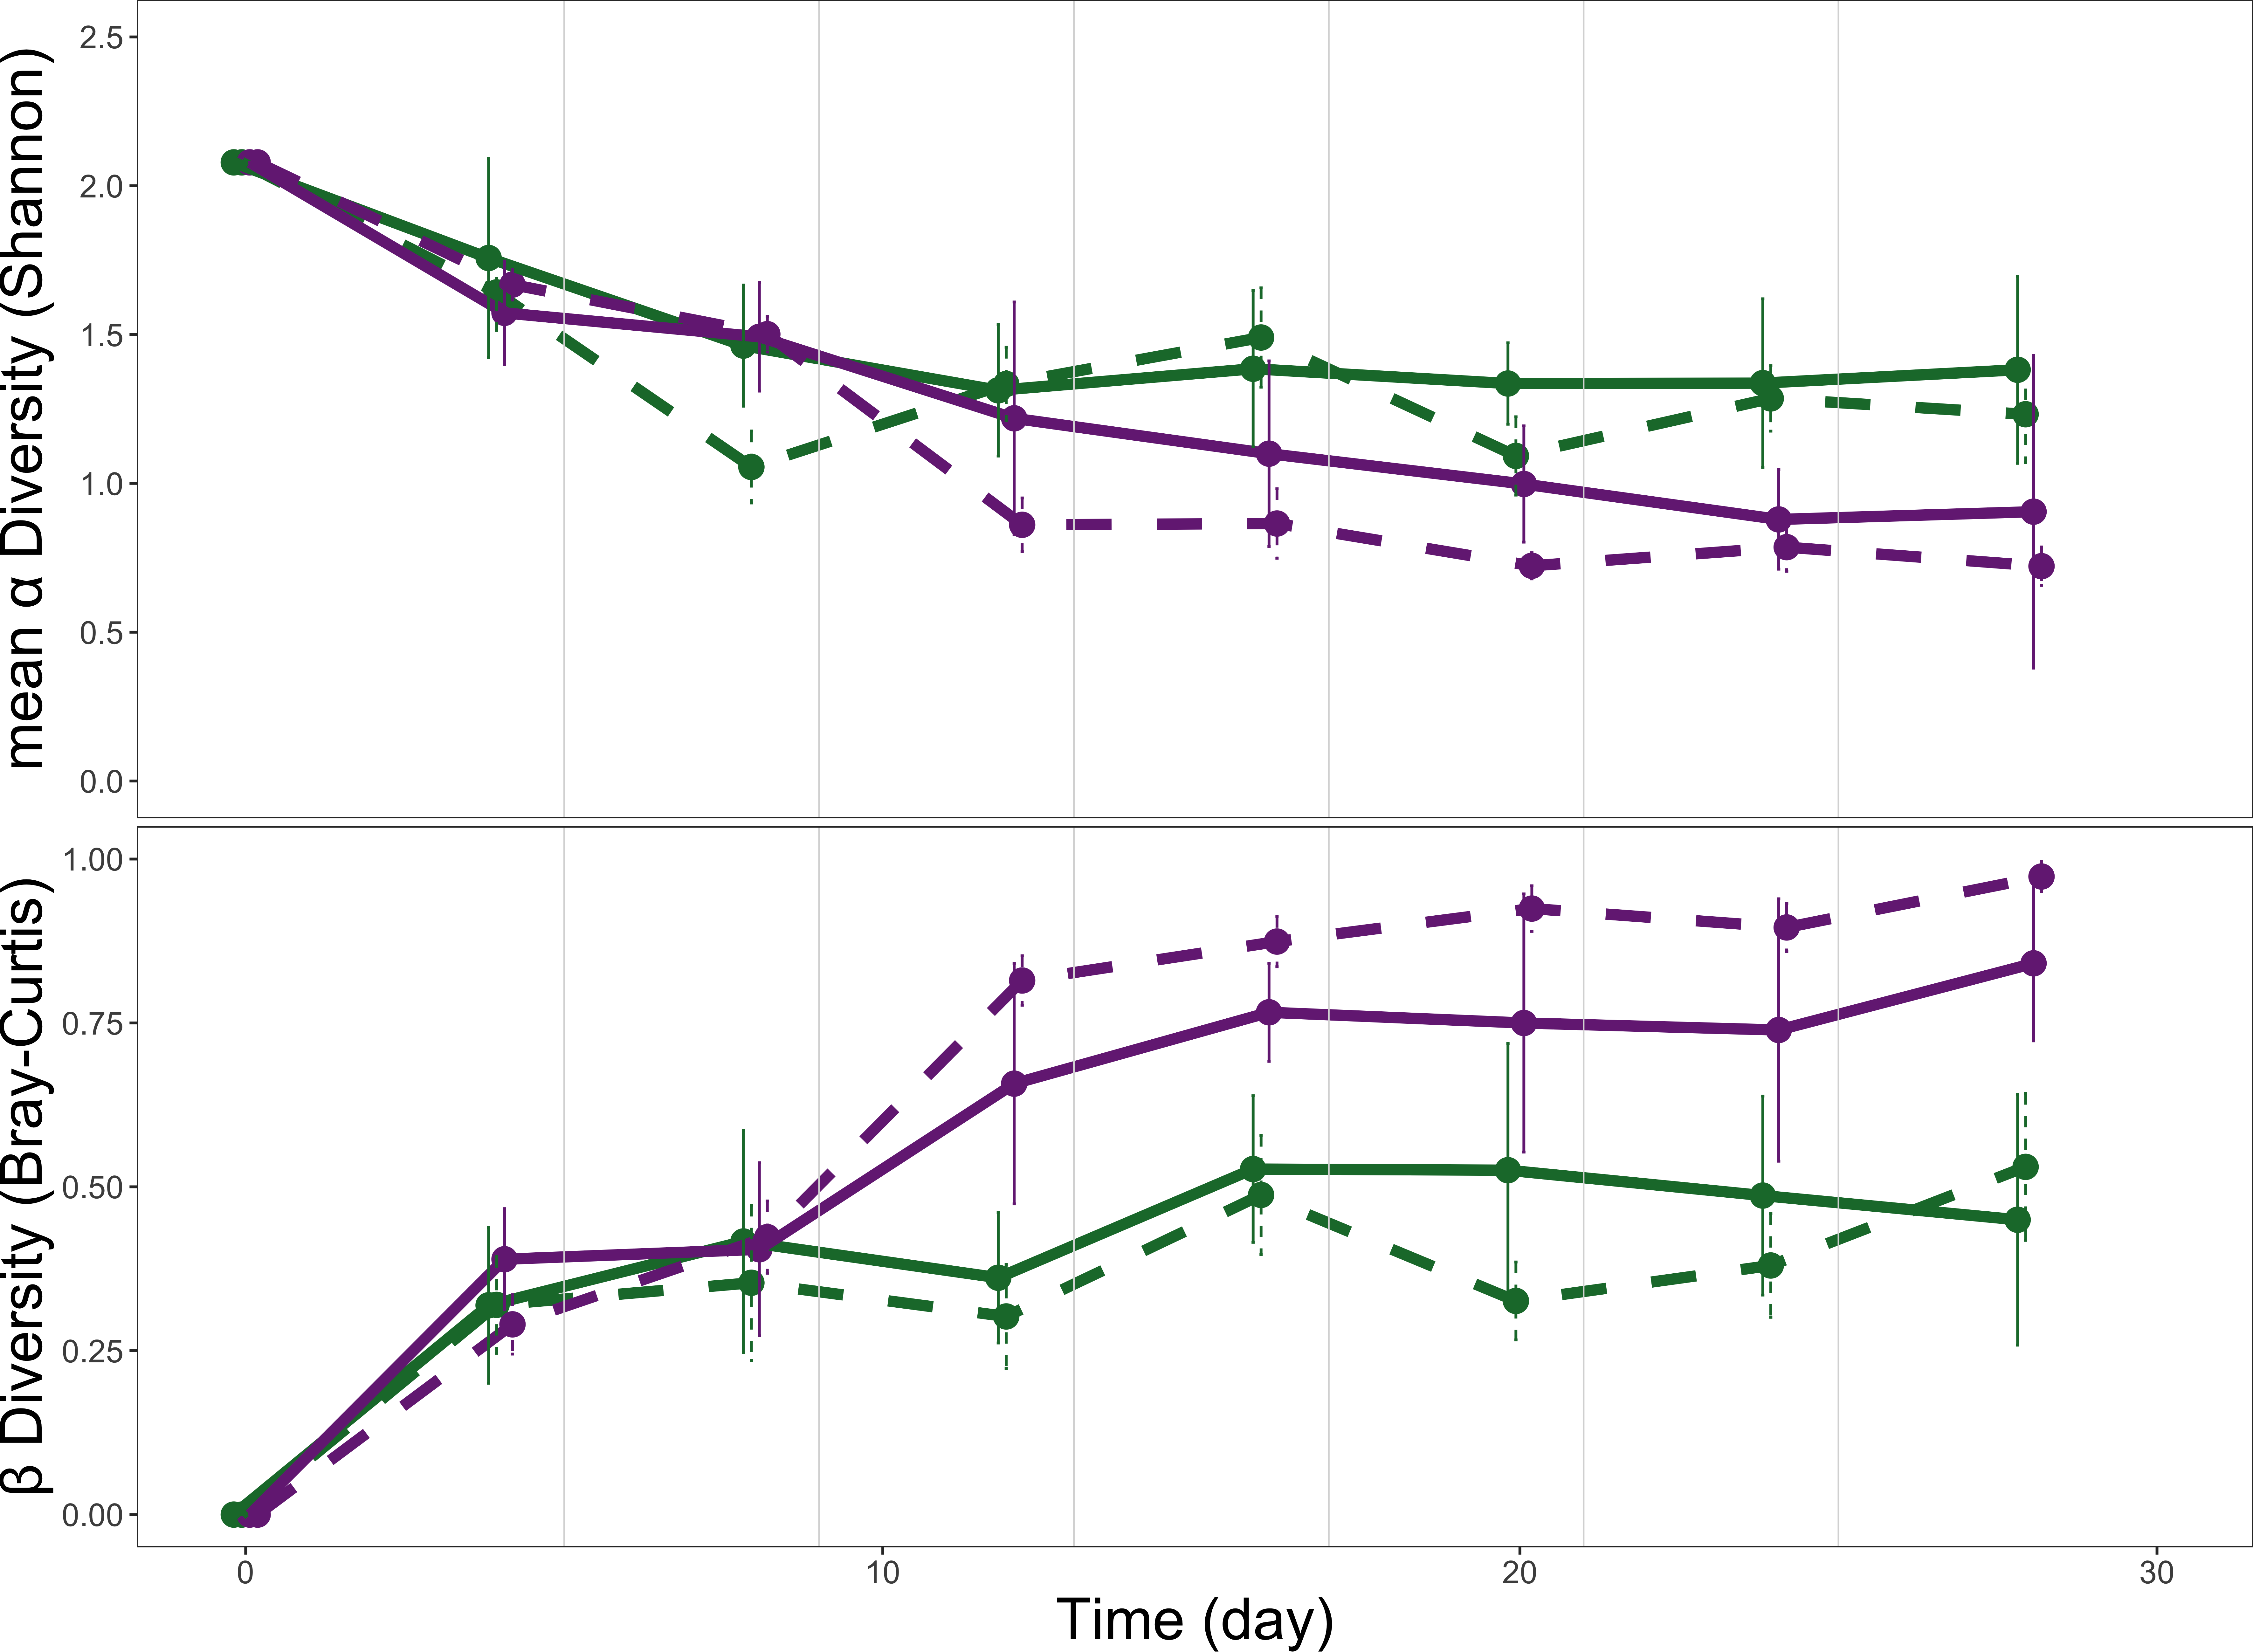 mean α Diversity (Shannon)
2.5
2.0
1.5
1.0
0.5
0.0
β Diversity (Bray-Curtis)
1.00
0.75
0.50
0.25
0.00
0 10 20 30
Time (day)